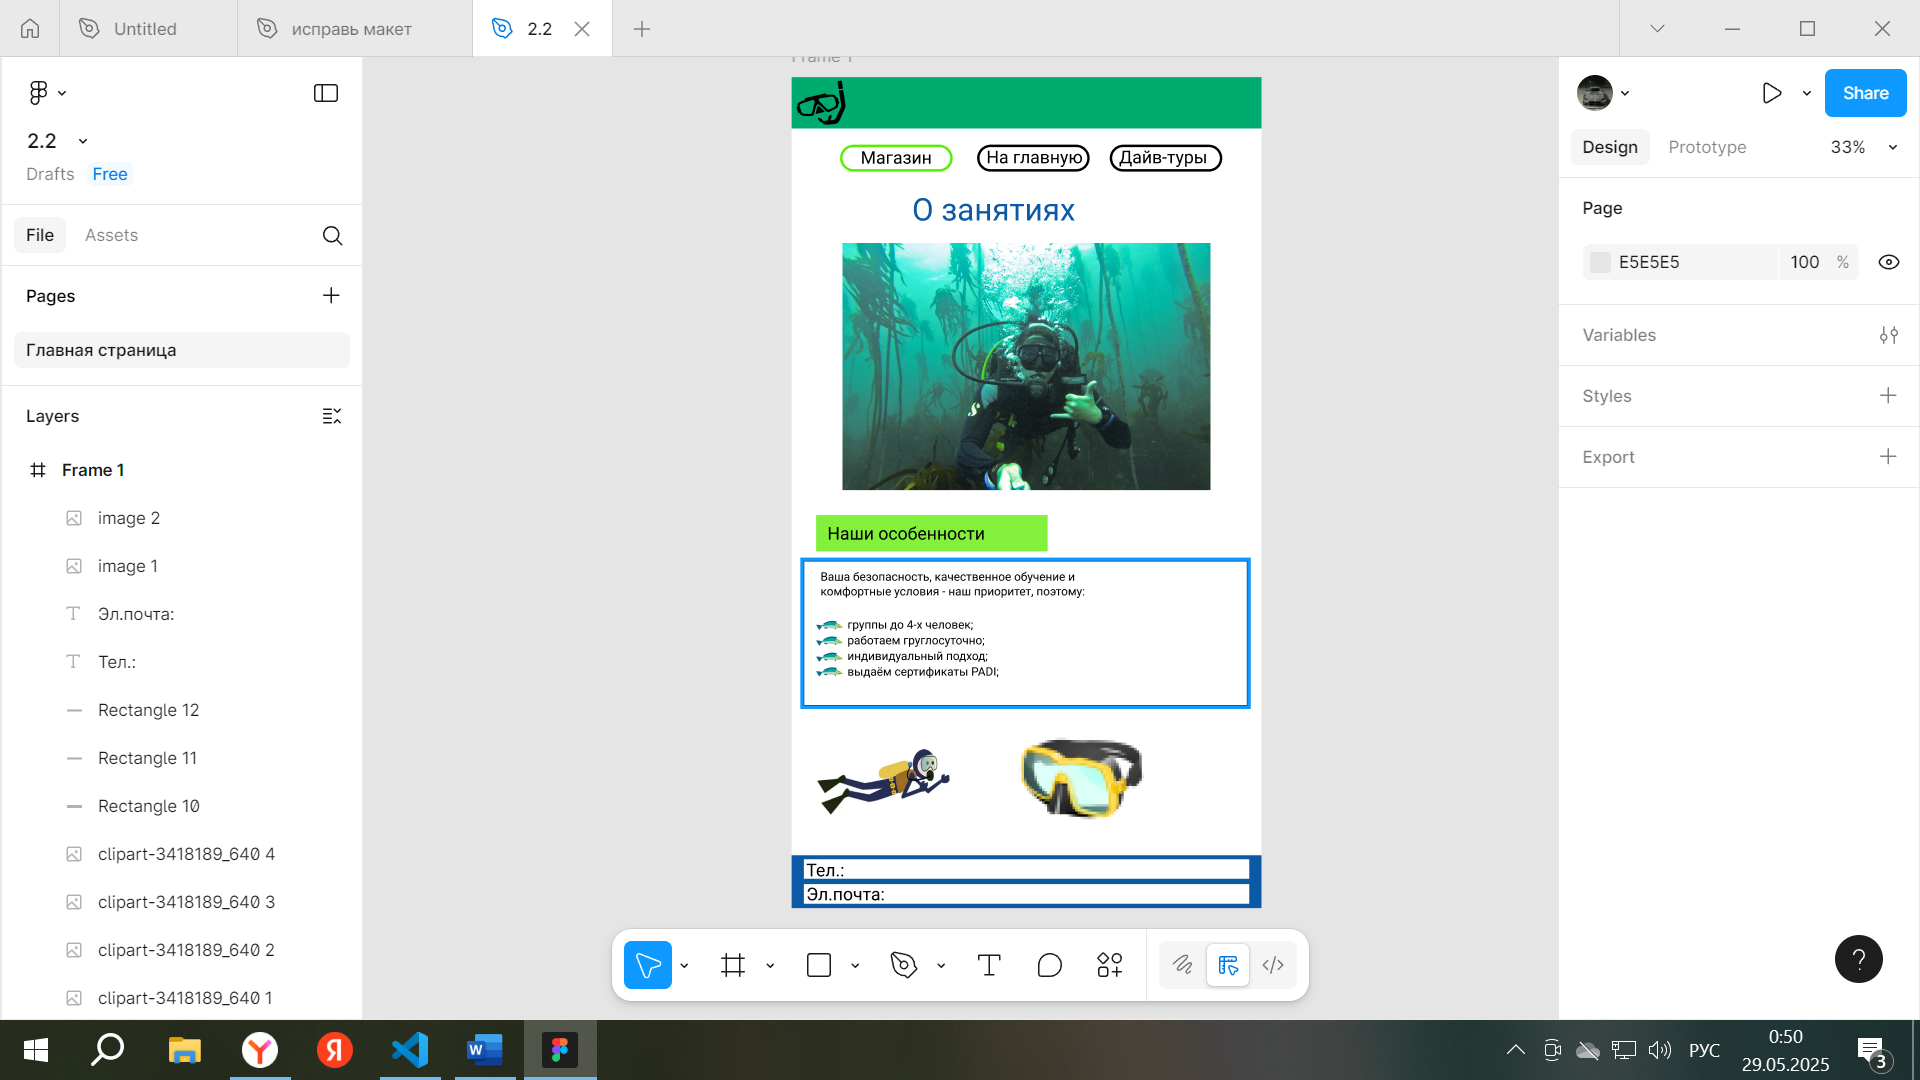 Untitled
исправь макет
2.2
2.2
Drafts
Free
File
Assets
Pages
Главная страница
Layers
Frame 1
image 2
image 1
Эл.почта:
Тел.:
Rectangle 12
Rectangle 11
Rectangle 10
clipart-3418189_640 4
clipart-3418189_640 3
clipart-3418189_640 2
clipart-3418189_640 1
Frame 1
Магазин
На главную
Дайв-туры
О занятиях
Наши особенности
Ваша безопасность, качественное обучение и
комфортные условия - наш приоритет, поэтому:
группы до 4-х человек;
работаем груглосуточно;
индивидуальный подход;
выдаём сертификаты PADI;
Тел.:
Эл.почта:
Share
Design
Prototype
33%
Page
E5E5E5
100 %
Variables
Styles
Export
?
РУС
0:50
29.05.2025
3